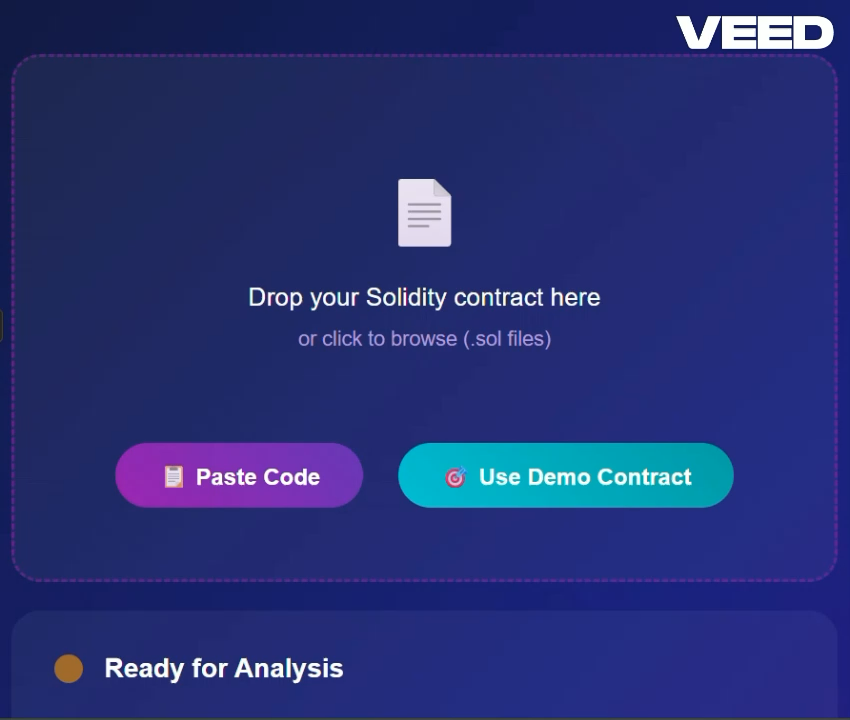 VEED
Drop your Solidity contract here
or click to browse (.sol files)
Paste Code
Use Demo Contract
Ready for Analysis